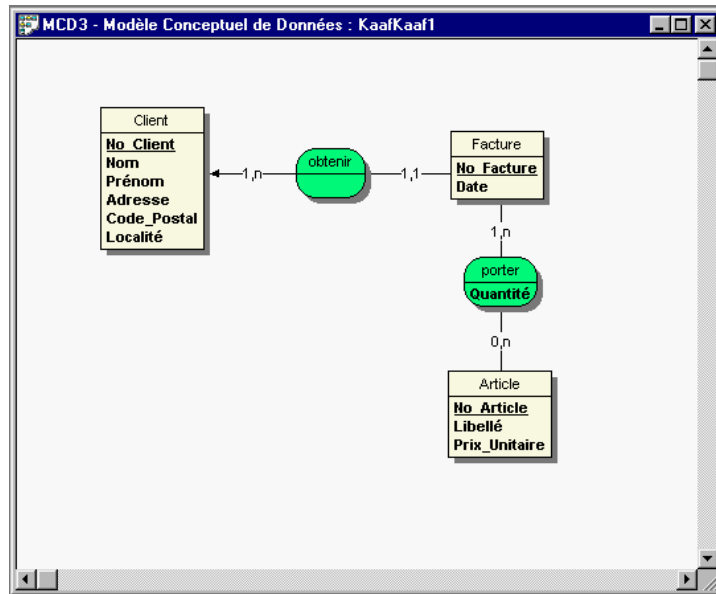 MCD3 - Modèle Conceptuel de Données : KaafKaaf1
Client
No_Client
Nom
Prénom
Adresse
Code_Postal
Localité
1,n
obtenir
1,1
Facture
No_Facture
Date
1,n
porter
Quantité
0,n
Article
No_Article
Libellé
Prix_Unitaire